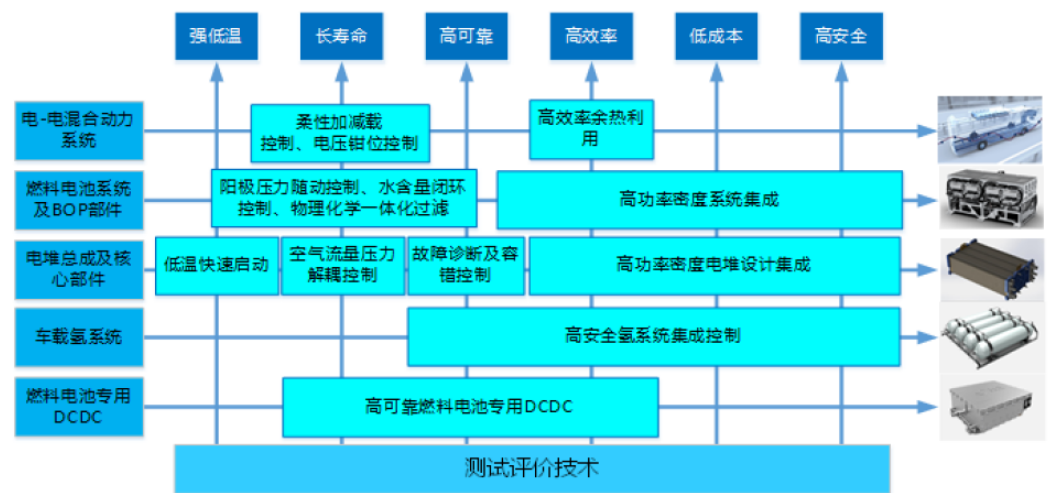 强低温
长寿命
高可靠
高效率
低成本
高安全
电-电混合动力
系统
柔性加减载
控制、电压钳位控制
高效率余热利
用
燃料电池系统
及BOP部件
阳极压力随动控制、水含量闭环
控制、物理化学一体化过滤
高功率密度系统集成
电堆总成及核
心部件
低温快速启动
空气流量压力
解耦控制
故障诊断及容
错控制
高功率密度电堆设计集成
车载氢系统
高安全氢系统集成控制
燃料电池专用
DCDC
高可靠燃料电池专用DCDC
测试评价技术